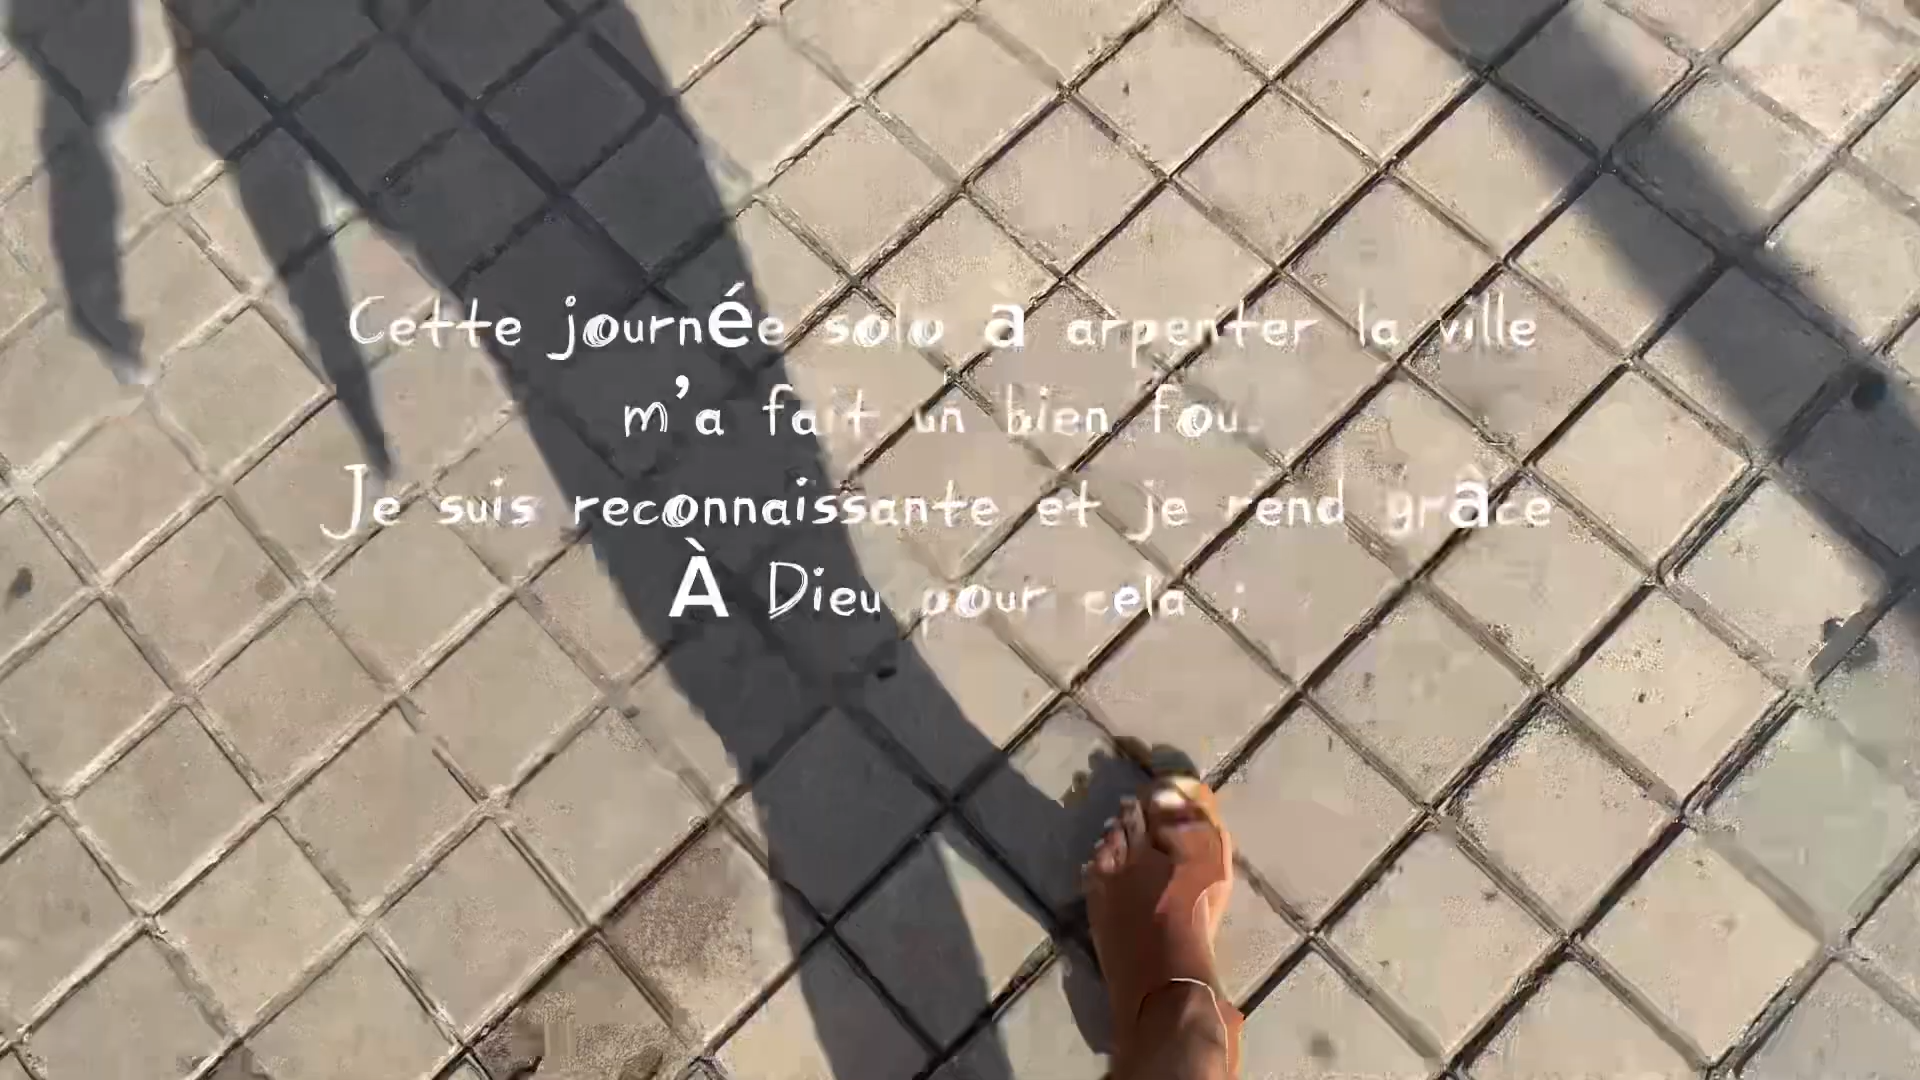 Cette journée solo à arpenter la ville
m'a fait un bien fou.
Je suis reconnaissante et je rend grâce
À Dieu pour cela ;